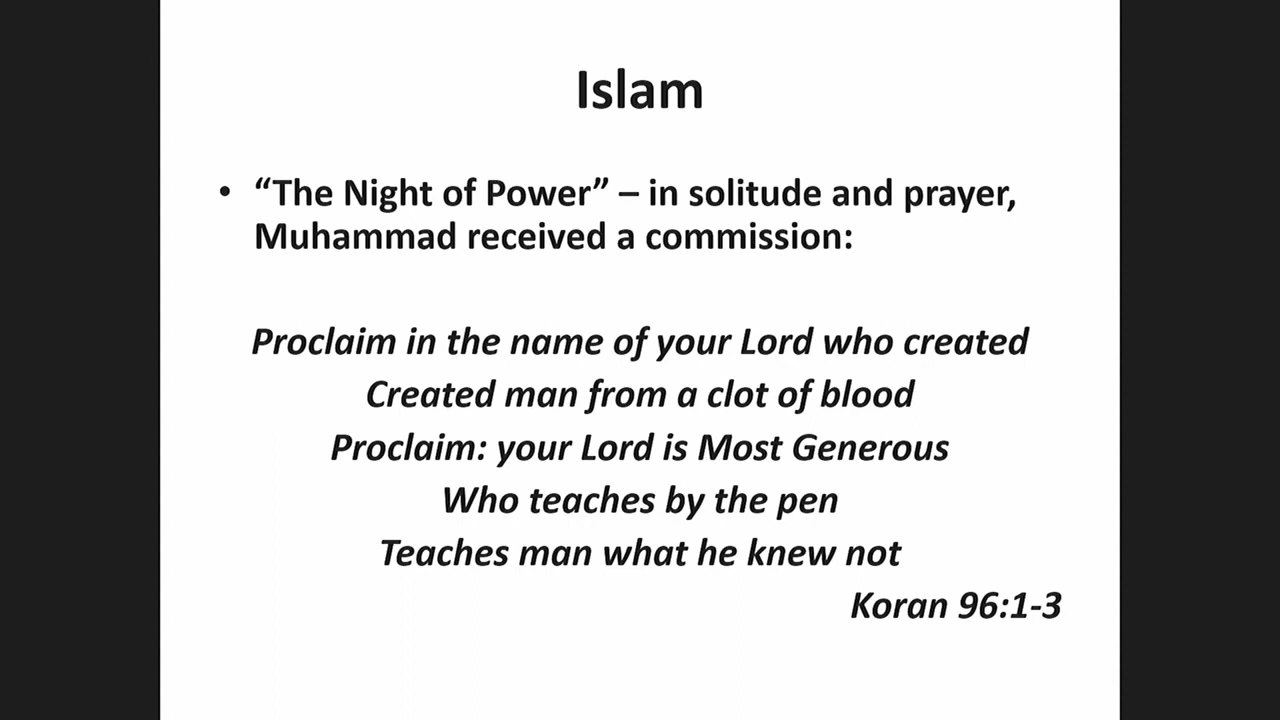 Islam
• “The Night of Power” – in solitude and prayer,
Muhammad received a commission:
Proclaim in the name of your Lord who created
Created man from a clot of blood
Proclaim: your Lord is Most Generous
Who teaches by the pen
Teaches man what he knew not
Koran 96:1-3